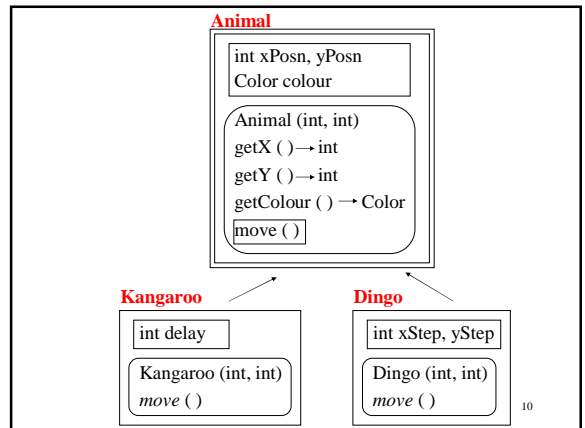 Animal
int xPosn, yPosn
Color colour
Animal (int, int)
getX ( ) → int
getY ( ) → int
getColour ( ) → Color
move ( )
Kangaroo
int delay
Kangaroo (int, int)
move ( )
Dingo
int xStep, yStep
Dingo (int, int)
move ( )
10